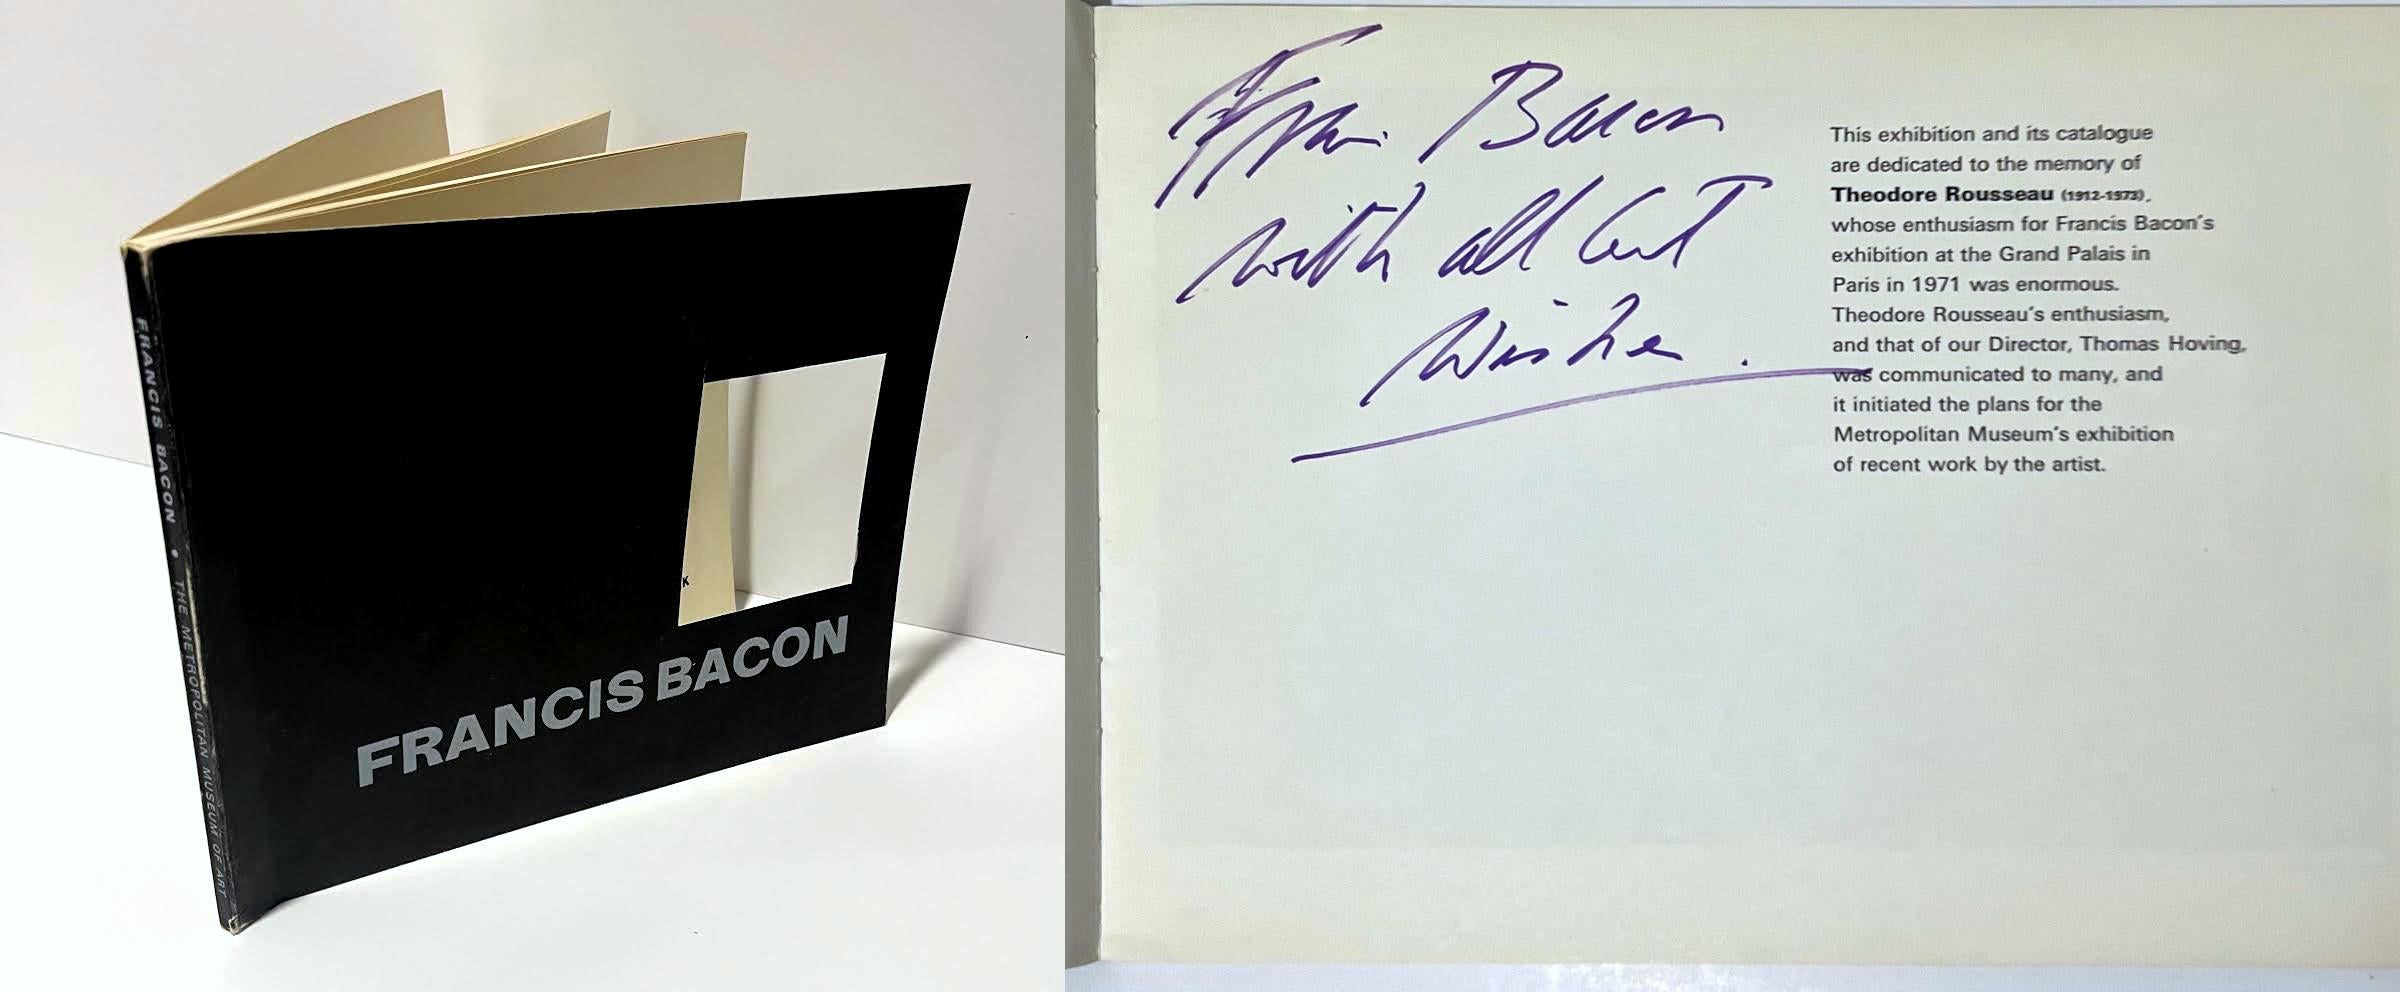 FRANCIS BACON • THE METROPOLITAN MUSEUM OF ART
K
FRANCIS BACON
Francis Bacon
with all best
wishes.
This exhibition and its catalogue
are dedicated to the memory of
Theodore Rousseau (1912-1973),
whose enthusiasm for Francis Bacon's
exhibition at the Grand Palais in
Paris in 1971 was enormous.
Theodore Rousseau's enthusiasm,
and that of our Director, Thomas Hoving,
was communicated to many, and
it initiated the plans for the
Metropolitan Museum's exhibition
of recent work by the artist.